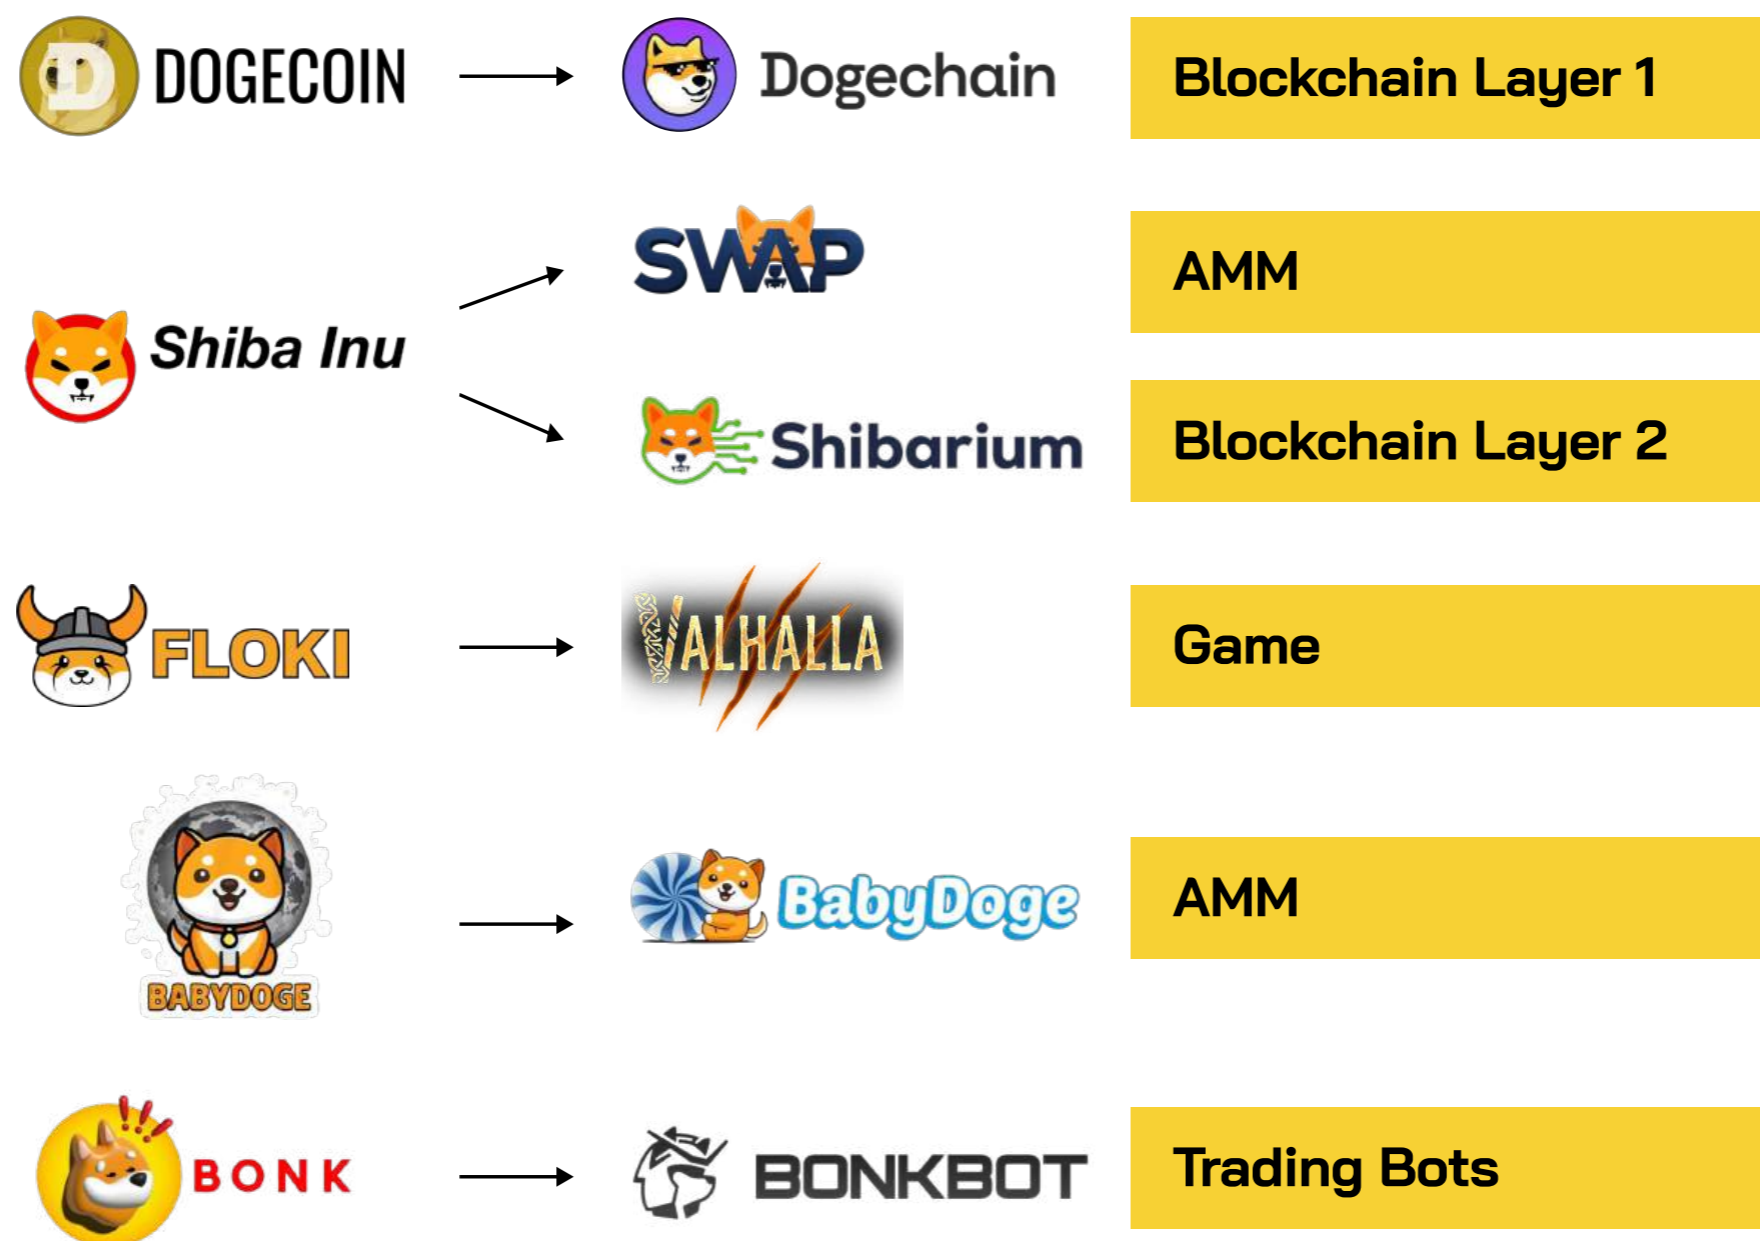 DOGECOIN
Dogechain
Blockchain Layer 1
SWAP
AMM
Shiba Inu
Shibarium
Blockchain Layer 2
FLOKI
VALHALLA
Game
BABYDOGE
BabyDoge
AMM
BONK
BONKBOT
Trading Bots